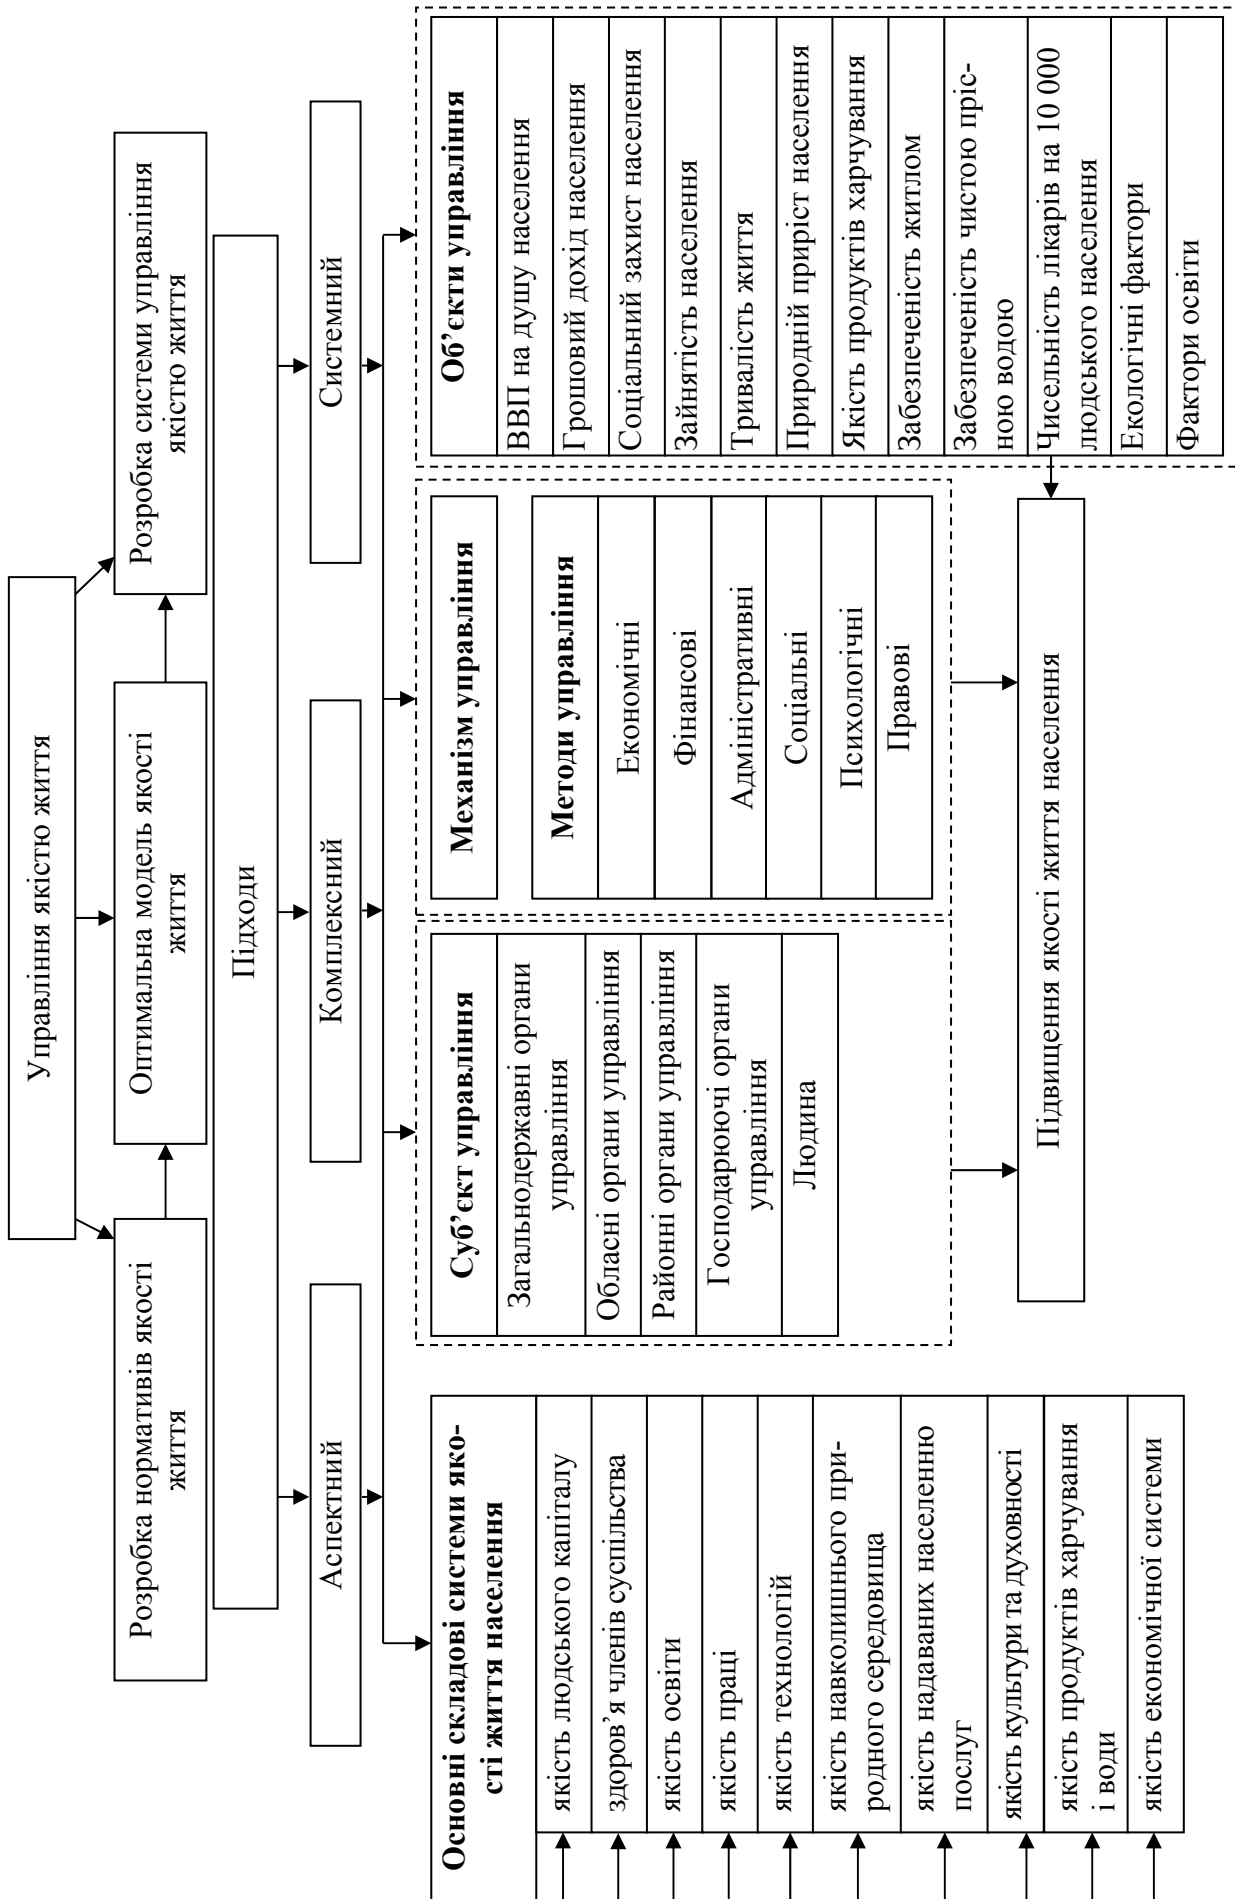 Управління якістю життя
Розробка нормативів якості
життя
Оптимальна модель якості
життя
Розробка системи управління
якістю життя
Підходи
Аспектний
Комплексний
Системний
Основні складові системи яко-
сті життя населення
якість людського капіталу
здоров’я членів суспільства
якість освіти
якість праці
якість технологій
якість навколишнього при-
родного середовища
якість надаваних населенню
послуг
якість культури та духовності
якість продуктів харчування
і води
якість економічної системи
Суб’єкт управління
Загальнодержавні органи
управління
Обласні органи управління
Районні органи управління
Господарюючі органи
управління
Людина
Механізм управління
Методи управління
Економічні
Фінансові
Адміністративні
Соціальні
Психологічні
Правові
Об’єкти управління
ВВП на душу населення
Грошовий дохід населення
Соціальний захист населення
Зайнятість населення
Тривалість життя
Природній приріст населення
Якість продуктів харчування
Забезпеченість житлом
Забезпеченість чистою пріс-
ною водою
Чисельність лікарів на 10 000
людського населення
Екологічні фактори
Фактори освіти
Підвищення якості життя населення